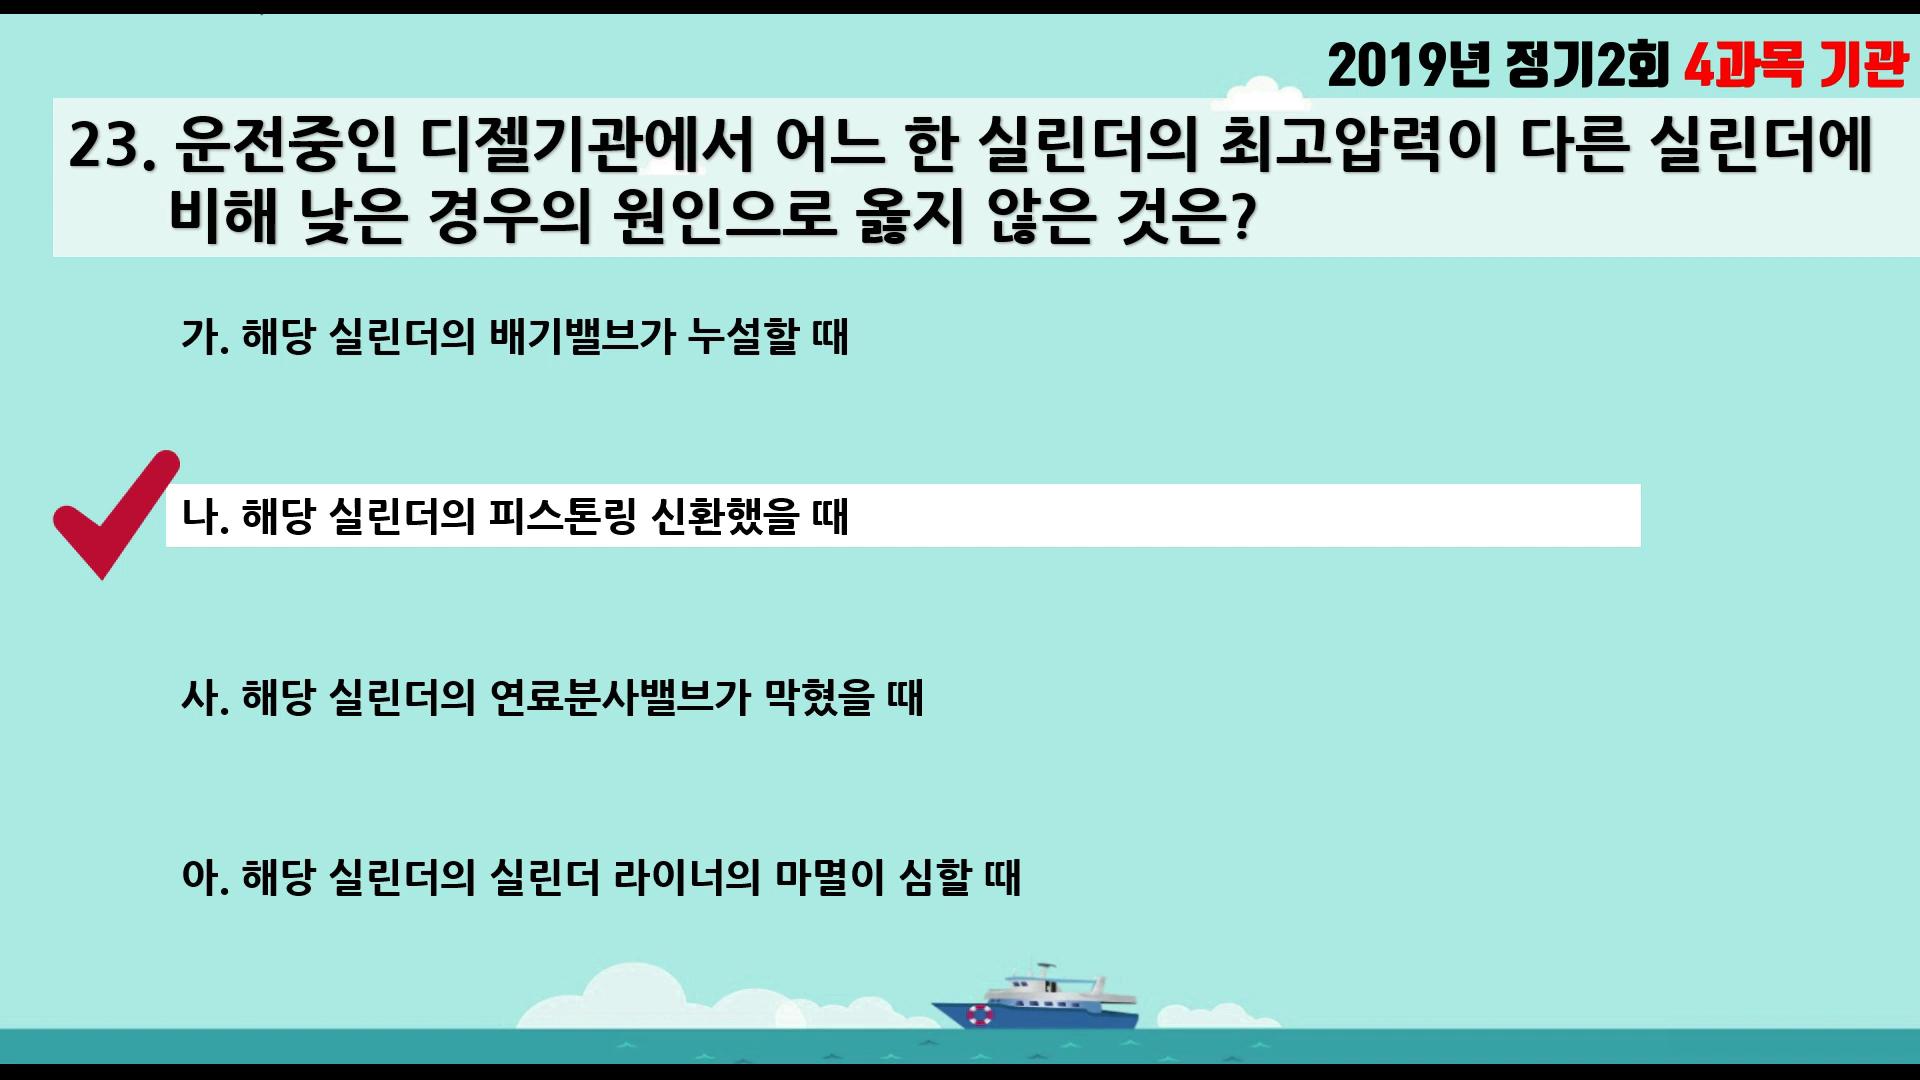 2019년 정기2회 4과목 기관
23. 운전중인 디젤기관에서 어느 한 실린더의 최고압력이 다른 실린더에
비해 낮은 경우의 원인으로 옳지 않은 것은?
가. 해당 실린더의 배기밸브가 누설할 때
나. 해당 실린더의 피스톤링 신환했을 때
사. 해당 실린더의 연료분사밸브가 막혔을 때
아. 해당 실린더의 실린더 라이너의 마멸이 심할 때